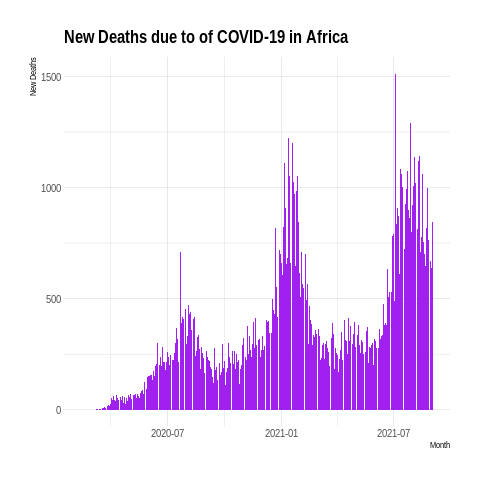 New Deaths due to of COVID-19 in Africa
New Deaths
1500
1000
500
0
2020-07
2021-01
2021-07
Month